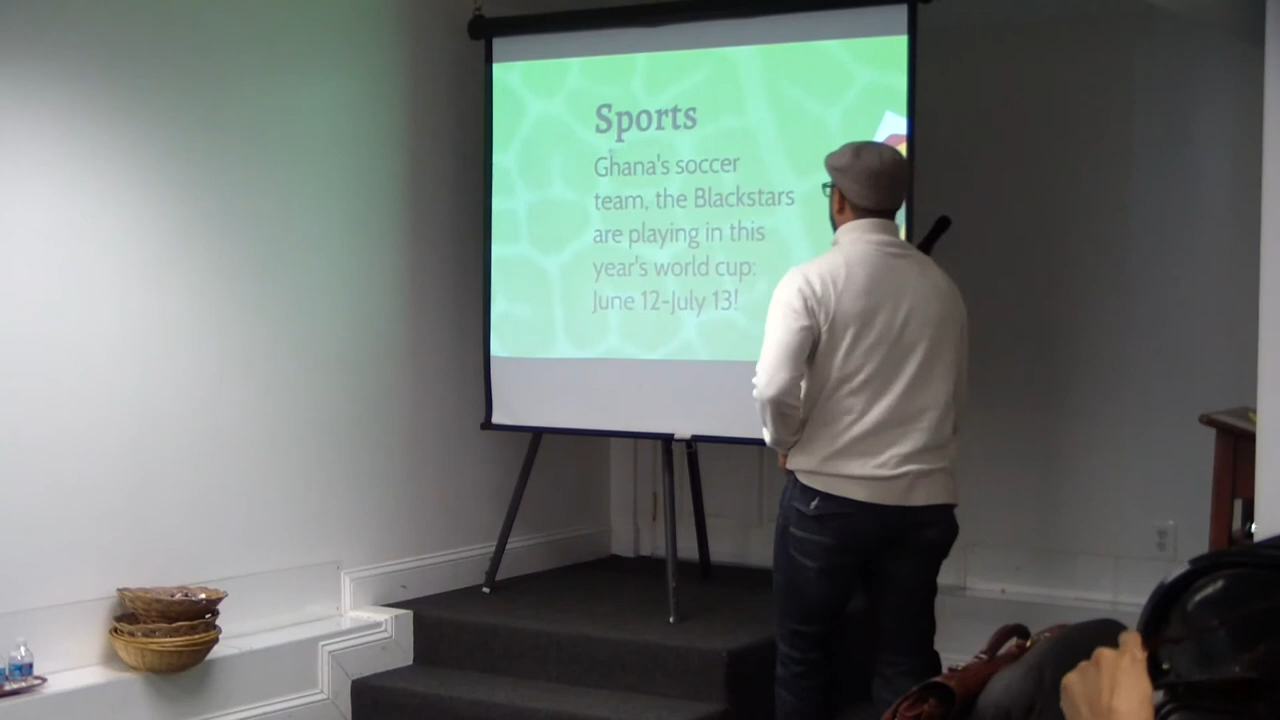 Sports
Ghana's soccer
team, the Blackstars
are playing in this
year's world cup:
June 12-July 13!